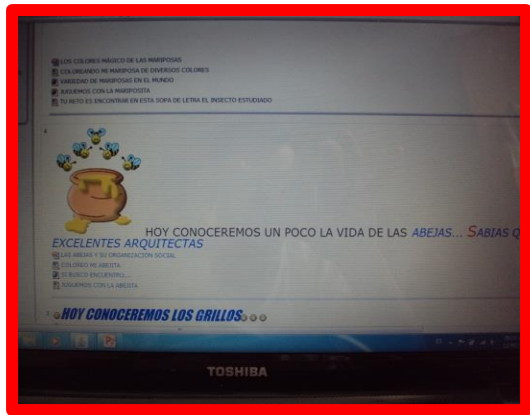 LOS COLORES MÁGICO DE LAS MARIPOSAS
COLOREANDO MI MARIPOSA DE DIVERSOS COLORES
VARIEDAD DE MARIPOSAS EN EL MUNDO
JUGUEMOS CON LA MARIPOSITA
TU RETO ES ENCONTRAR EN ESTA SOPA DE LETRA EL INSECTO ESTUDIADO
HOY CONOCEREMOS UN POCO LA VIDA DE LAS ABEJAS... SABIAS Q
EXCELENTES ARQUITECTAS
LAS ABEJAS Y SU ORGANIZACIÓN SOCIAL
COLOREO MI ABEJITA
SI BUSCO ENCUENTRO...
JUGUEMOS CON LA ABEJITA
HOY CONOCEREMOS LOS GRILLOS
TOSHIBA